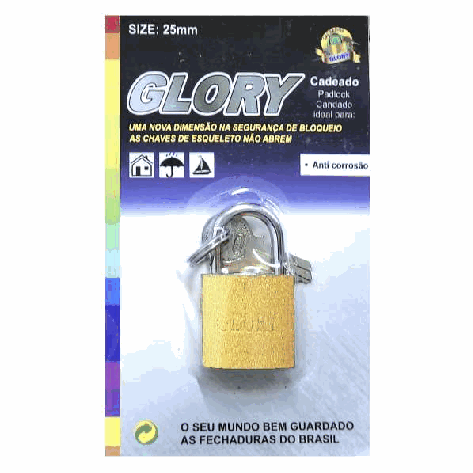 SIZE: 25mm
GLORY
GLORY
Cadeado
Padlock
Candado
Ideal para:
UMA NOVA DIMENSÃO NA SEGURANÇA DE BLOQUEIO
AS CHAVES DE ESQUELETO NÃO ABREM
• Anti corrosão
GLORY
O SEU MUNDO BEM GUARDADO
AS FECHADURAS DO BRASIL